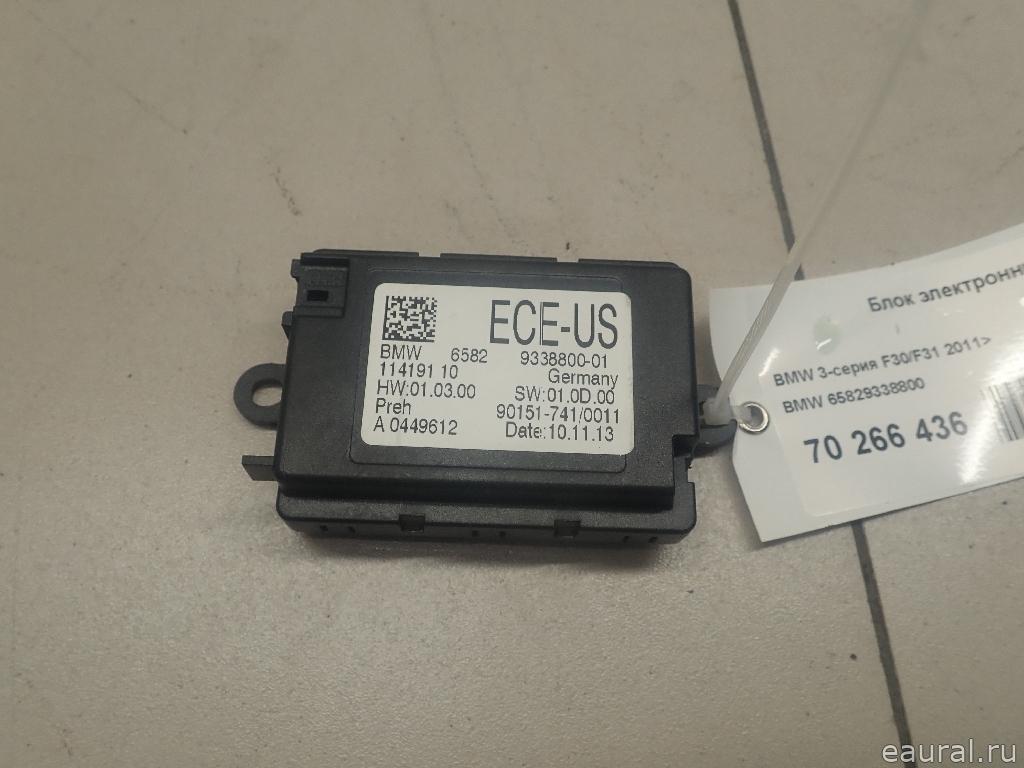 ECE-US
BMW 6582 9338800-01
114191 10 Germany
HW:01.03.00 SW:01.0D.00
Preh 90151-741/0011
A 0449612 Date:10.11.13
Блок
BMW 3-серия F30/F31 2011>
BMW 65829338800
70 266 436
eaural.ru